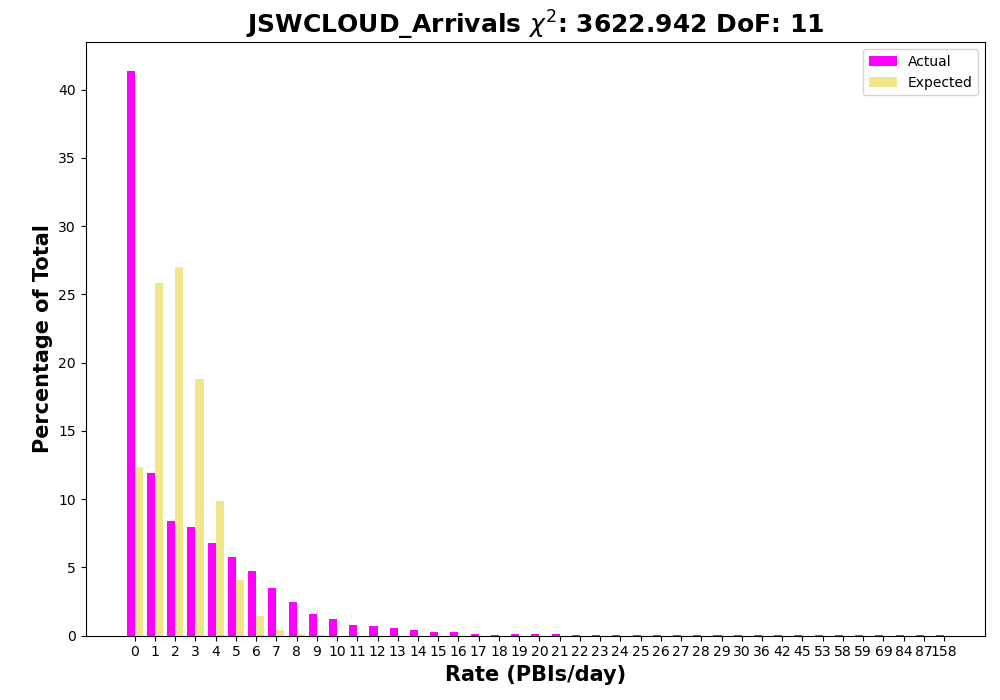 JSWCLOUD_Arrivals χ²: 3622.942 DoF: 11
Actual
Expected
40
35
30
25
20
15
10
5
0
Percentage of Total
0 1 2 3 4 5 6 7 8 9 10 11 12 13 14 15 16 17 18 19 20 21 22 23 24 25 26 27 28 29 30 36 42 45 53 58 59 69 84 87 158
Rate (PBIs/day)